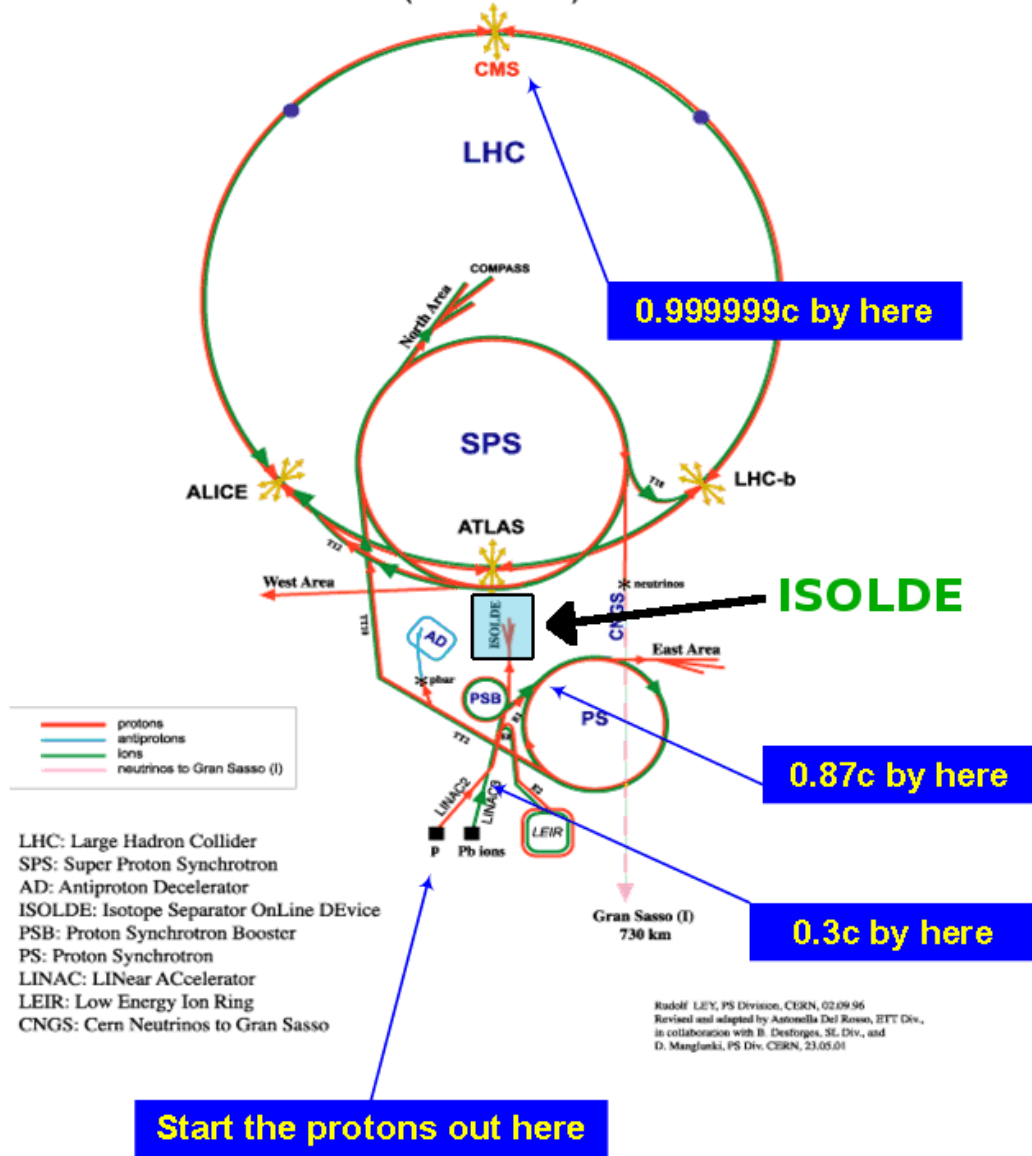 CMS
LHC
COMPASS
North Area
0.999999c by here
SPS
ALICE
LHC-b
TI8
ATLAS
TI2
West Area
neutrinos
ISOLDE
ISOLDE
CNGS
TT10
AD
East Area
pbar
PSB
PS
protons
antiprotons
ions
neutrinos to Gran Sasso (I)
TT2
E2
0.87c by here
LINAC2
LINAC3
LEIR
p
Pb ions
LHC: Large Hadron Collider
SPS: Super Proton Synchrotron
AD: Antiproton Decelerator
ISOLDE: Isotope Separator OnLine DEvice
PSB: Proton Synchrotron Booster
PS: Proton Synchrotron
LINAC: LINear ACcelerator
LEIR: Low Energy Ion Ring
CNGS: Cern Neutrinos to Gran Sasso
Gran Sasso (I)
730 km
0.3c by here
Rudolf LEY, PS Division, CERN, 02.09.96
Revised and adapted by Antonella Del Rosso, ETT Div.,
in collaboration with B. Desforges, SL Div., and
D. Manglunki, PS Div. CERN, 23.05.01
Start the protons out here